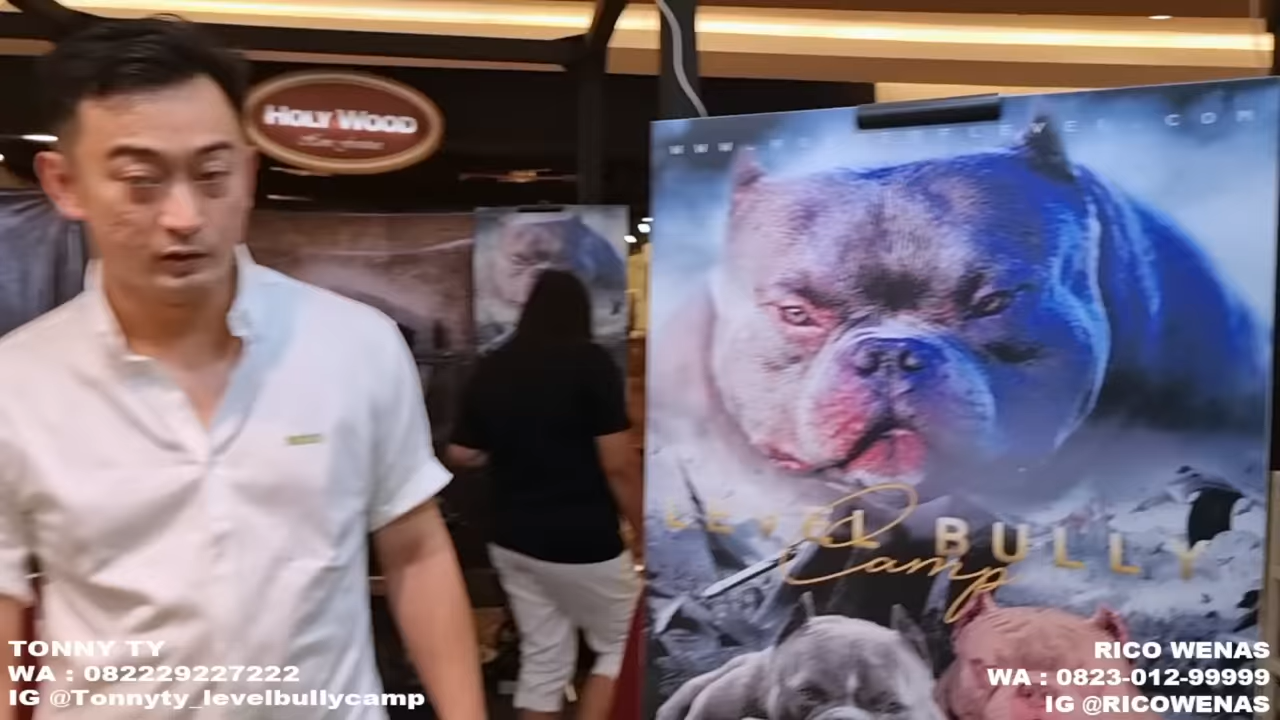 HOLY WOOD
LEVEL BULLY
Camp
TONNY TY
WA : 082229227222
IG @Tonnyty_levelbullycamp
RICO WENAS
WA : 0823-012-99999
IG @RICOWENAS